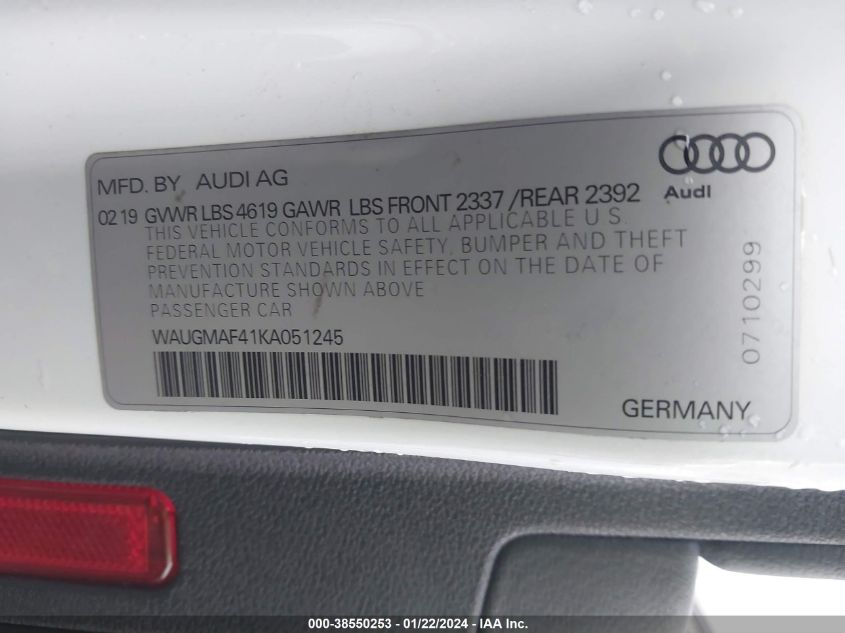 MFD. BY AUDI AG
Audi
02 19 GVWR LBS 4619 GAWR LBS FRONT 2337 /REAR 2392
THIS VEHICLE CONFORMS TO ALL APPLICABLE U S.
FEDERAL MOTOR VEHICLE SAFETY, BUMPER AND THEFT
PREVENTION STANDARDS IN EFFECT ON THE DATE OF
MANUFACTURE SHOWN ABOVE
PASSENGER CAR
WAUGMAF41KA051245
0710299
GERMANY
000-38550253 - 01/22/2024 - IAA Inc.